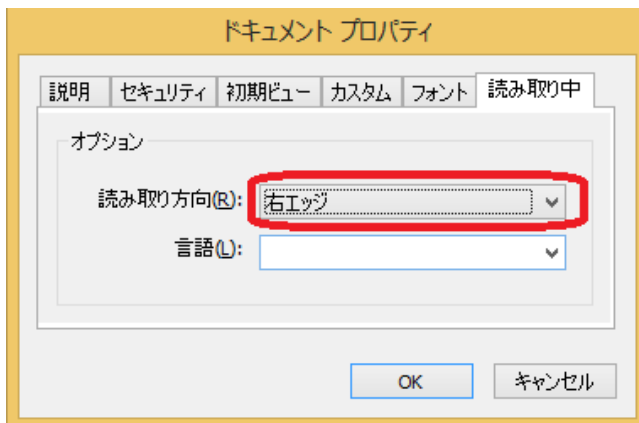 ドキュメント プロパティ
説明 セキュリティ 初期ビュー カスタム フォント 読み取り中
オプション
読み取り方向(R): 右エッジ
言語(L):
OK キャンセル